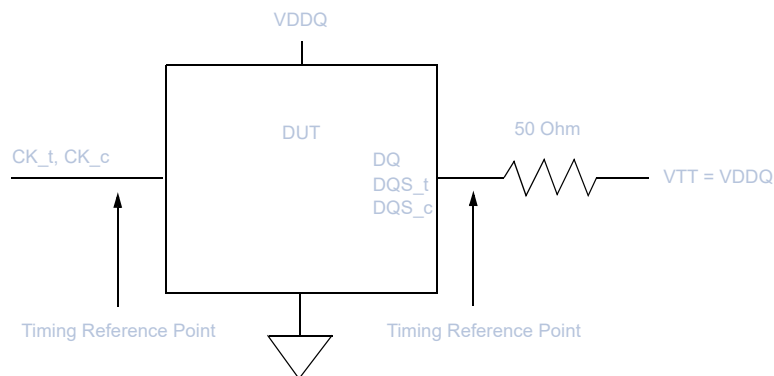 VDDQ
DUT
50 Ohm
CK_t, CK_c
DQ
DQS_t
DQS_c
VTT = VDDQ
Timing Reference Point
Timing Reference Point